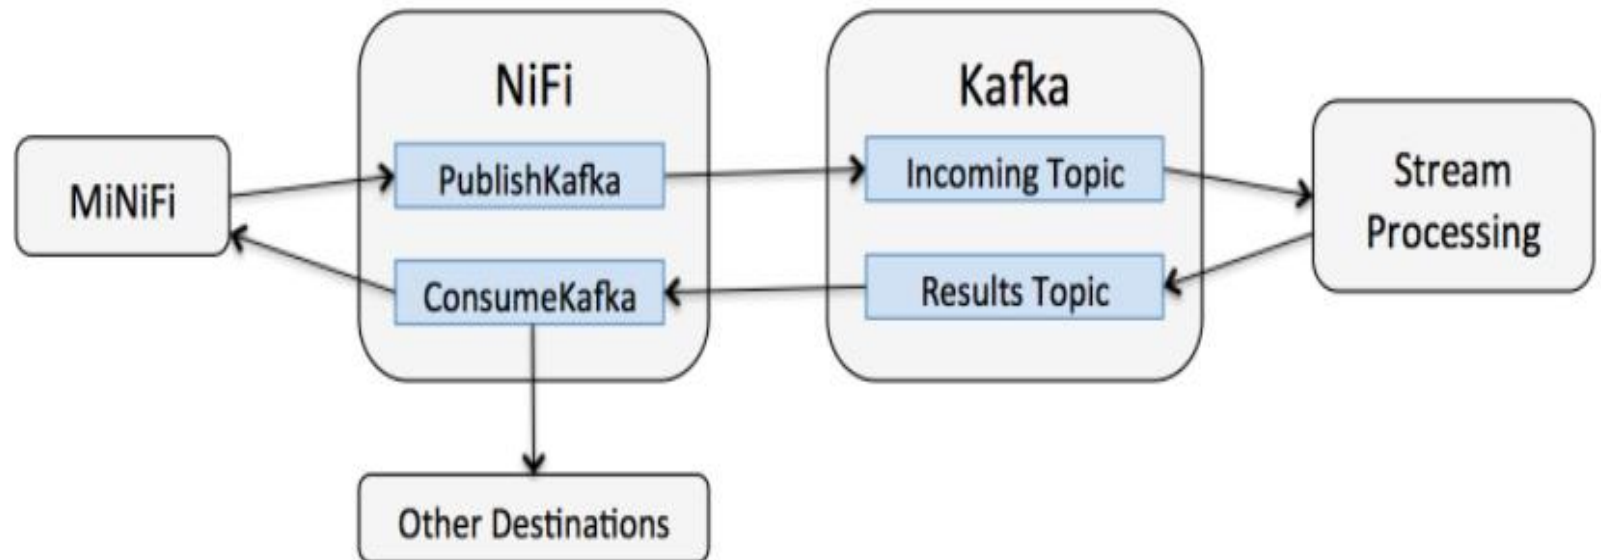 NiFi
Kafka
MiNiFi
PublishKafka
Incoming Topic
Stream
Processing
ConsumeKafka
Results Topic
Other Destinations